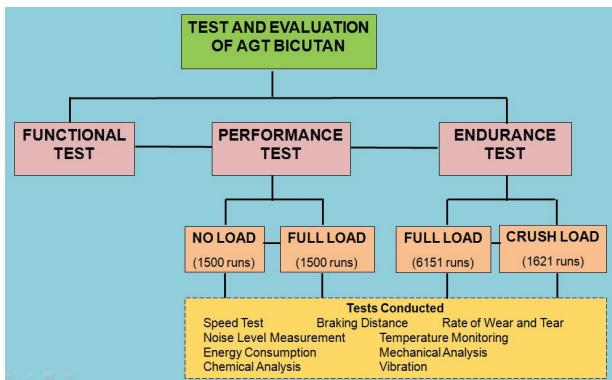 TEST AND EVALUATION
OF AGT BICUTAN
FUNCTIONAL
TEST
PERFORMANCE
TEST
ENDURANCE
TEST
NO LOAD
(1500 runs)
FULL LOAD
(1500 runs)
FULL LOAD
(6151 runs)
CRUSH LOAD
(1621 runs)
Tests Conducted
Speed Test Braking Distance Rate of Wear and Tear
Noise Level Measurement Temperature Monitoring
Energy Consumption Mechanical Analysis
Chemical Analysis Vibration